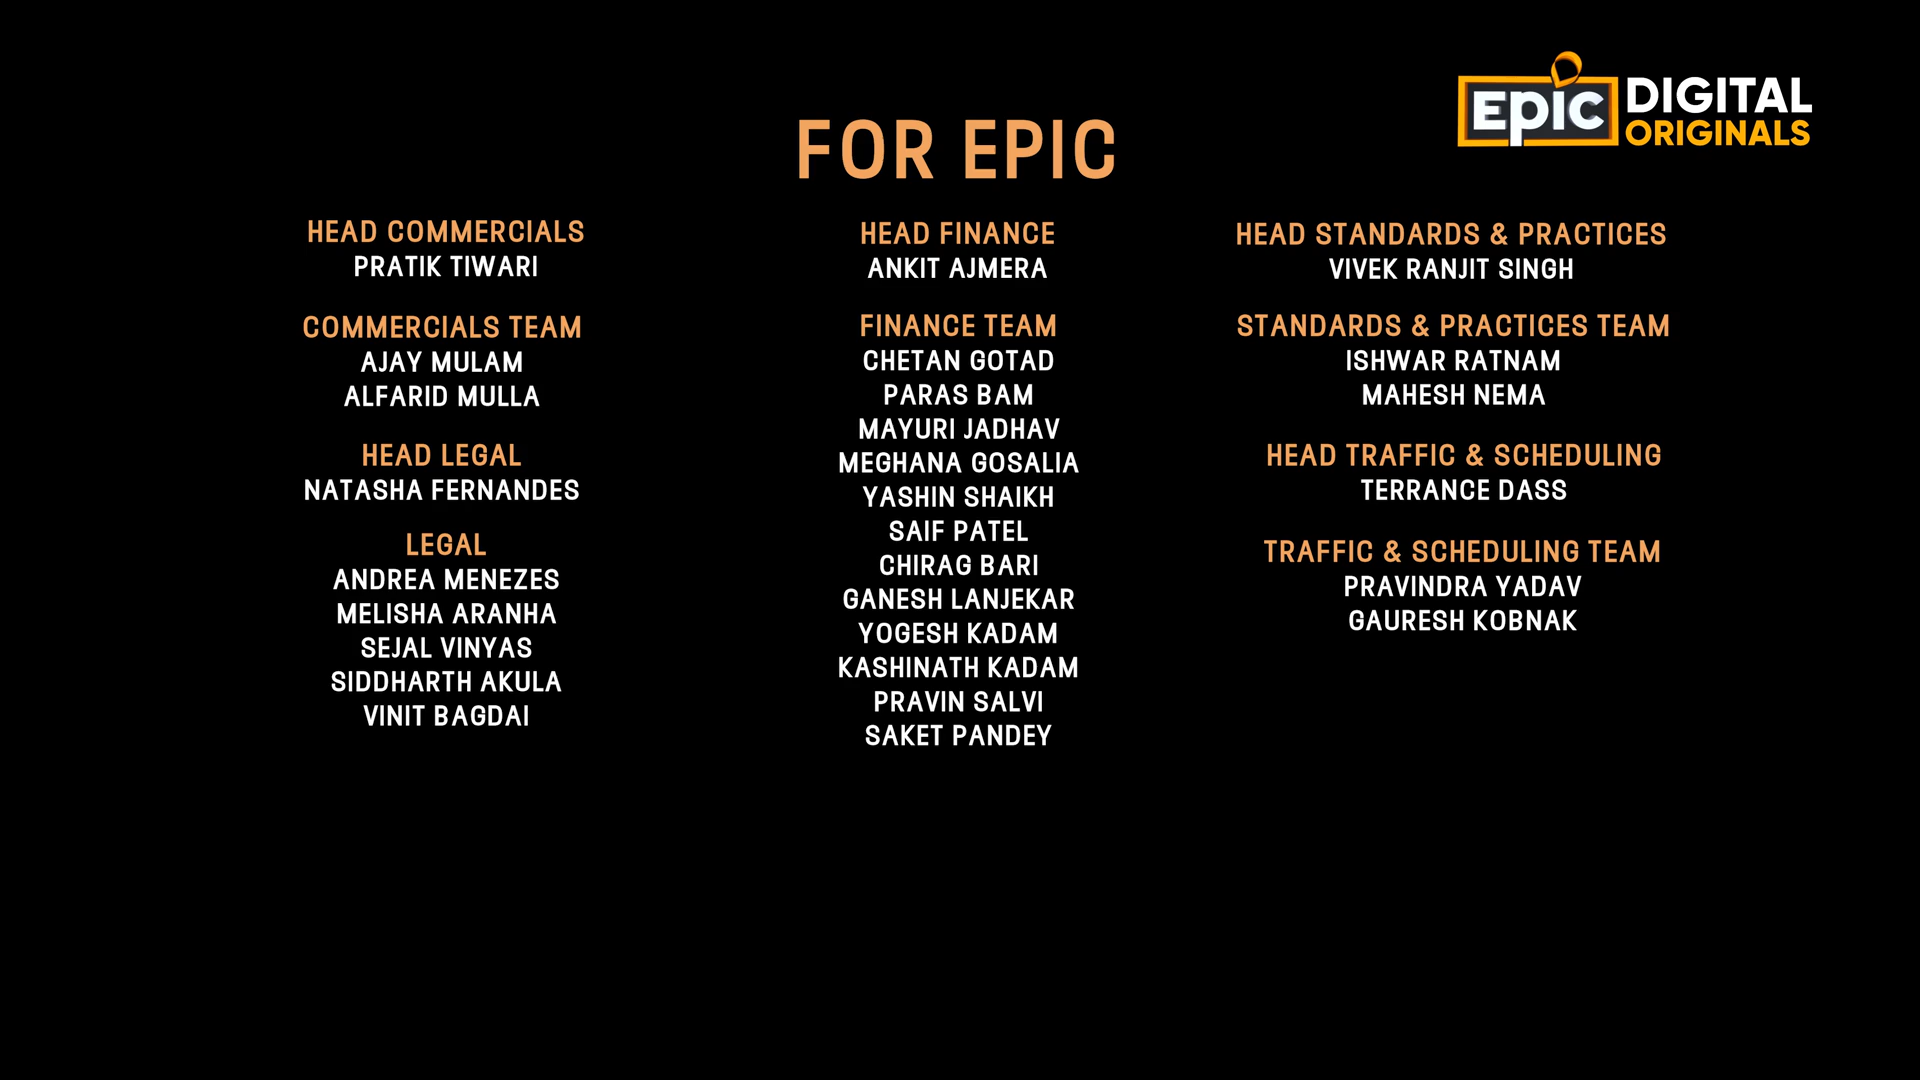 EPIC DIGITAL
ORIGINALS
FOR EPIC
HEAD COMMERCIALS
PRATIK TIWARI
COMMERCIALS TEAM
AJAY MULAM
ALFARID MULLA
HEAD LEGAL
NATASHA FERNANDES
LEGAL
ANDREA MENEZES
MELISHA ARANHA
SEJAL VINYAS
SIDDHARTH AKULA
VINIT BAGDAI
HEAD FINANCE
ANKIT AJMERA
FINANCE TEAM
CHETAN GOTAD
PARAS BAM
MAYURI JADHAV
MEGHANA GOSALIA
YASHIN SHAIKH
SAIF PATEL
CHIRAG BARI
GANESH LANJEKAR
YOGESH KADAM
KASHINATH KADAM
PRAVIN SALVI
SAKET PANDEY
HEAD STANDARDS & PRACTICES
VIVEK RANJIT SINGH
STANDARDS & PRACTICES TEAM
ISHWAR RATNAM
MAHESH NEMA
HEAD TRAFFIC & SCHEDULING
TERRANCE DASS
TRAFFIC & SCHEDULING TEAM
PRAVINDRA YADAV
GAURESH KOBNAK